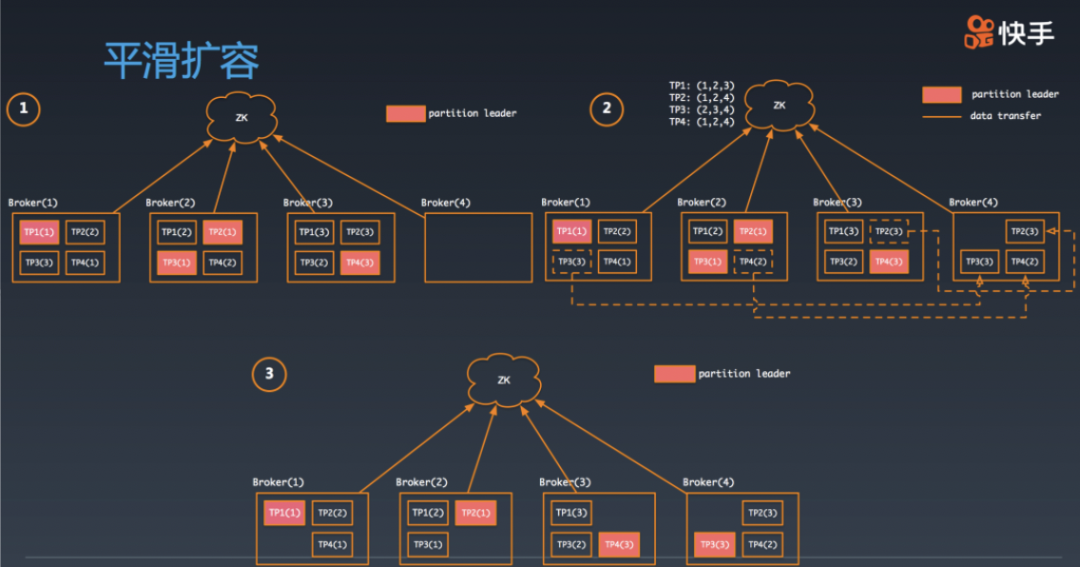 快手
平滑扩容
1
ZK
partition leader
Broker(1)
Broker(2)
Broker(3)
Broker(4)
TP1(1)
TP2(2)
TP1(2)
TP2(1)
TP1(3)
TP2(3)
TP3(3)
TP4(1)
TP3(1)
TP4(2)
TP3(2)
TP4(3)
2
TP1: (1,2,3)
TP2: (1,2,4)
TP3: (2,3,4)
TP4: (1,2,4)
ZK
partition leader
data transfer
Broker(1)
Broker(2)
Broker(3)
Broker(4)
TP1(1)
TP2(2)
TP1(2)
TP2(1)
TP1(3)
TP2(3)
TP2(3)
TP3(3)
TP4(1)
TP3(1)
TP4(2)
TP3(2)
TP4(3)
TP3(3)
TP4(2)
3
ZK
partition leader
Broker(1)
Broker(2)
Broker(3)
Broker(4)
TP1(1)
TP2(2)
TP1(2)
TP2(1)
TP1(3)
TP2(3)
TP4(1)
TP3(1)
TP3(2)
TP4(3)
TP3(3)
TP4(2)